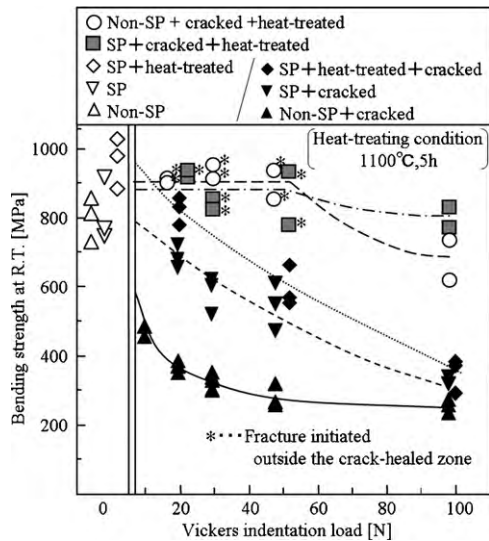 Non-SP + cracked +heat-treated
SP+cracked+heat-treated
SP+heat-treated
SP+heat-treated+cracked
SP
SP+cracked
Non-SP
Non-SP+cracked
Heat-treating condition
1100℃,5h
Bending strength at R.T. [MPa]
1000
800
600
400
200
* * * * * * * * * * *
*‥‥Fracture initiated
outside the crack-healed zone
0 0 20 40 60 80 100
Vickers indentation load [N]